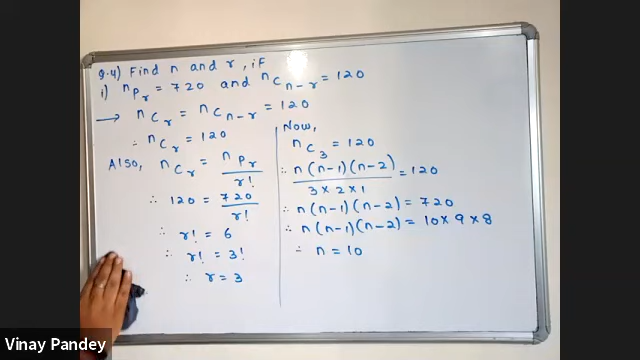 Q.4) Find n and r, if
i) nPr = 720 and nCn-r = 120
→ nCr = nCn-r = 120
∴ nCr = 120
Also, nCr = nPr / r!
∴ 120 = 720 / r!
∴ r! = 6
∴ r! = 3!
∴ r = 3
Now,
nC3 = 120
∴ n(n-1)(n-2) / 3×2×1 = 120
∴ n(n-1)(n-2) = 720
∴ n(n-1)(n-2) = 10×9×8
∴ n = 10
Vinay Pandey